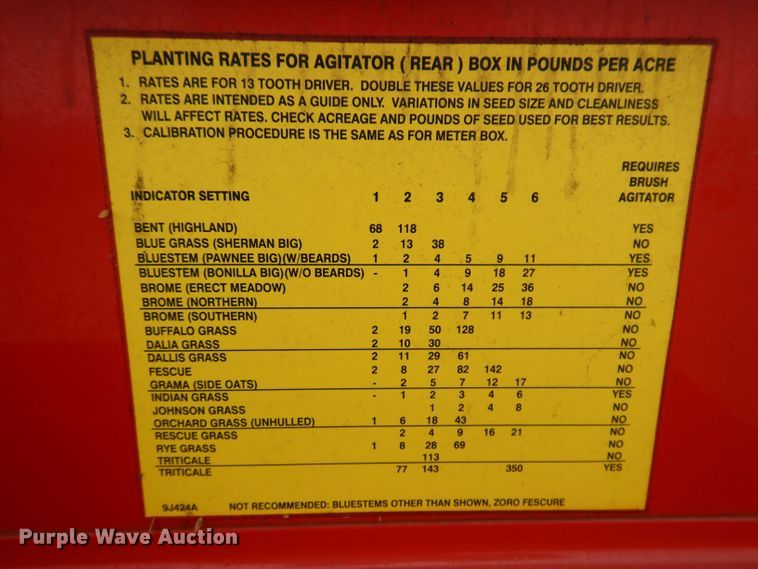 PLANTING RATES FOR AGITATOR ( REAR ) BOX IN POUNDS PER ACRE
1. RATES ARE FOR 13 TOOTH DRIVER. DOUBLE THESE VALUES FOR 26 TOOTH DRIVER.
2. RATES ARE INTENDED AS A GUIDE ONLY. VARIATIONS IN SEED SIZE AND CLEANLINESS
WILL AFFECT RATES. CHECK ACREAGE AND POUNDS OF SEED USED FOR BEST RESULTS.
3. CALIBRATION PROCEDURE IS THE SAME AS FOR METER BOX.
REQUIRES
BRUSH
INDICATOR SETTING 1 2 3 4 5 6 AGITATOR
BENT (HIGHLAND) 68 118 YES
BLUE GRASS (SHERMAN BIG) 2 13 38 NO
BLUESTEM (PAWNEE BIG)(W/BEARDS) 1 2 4 5 9 11 YES
BLUESTEM (BONILLA BIG)(W/O BEARDS) - 1 4 9 18 27 YES
BROME (ERECT MEADOW) 2 6 14 25 36 NO
BROME (NORTHERN) 2 4 8 14 18 NO
BROME (SOUTHERN) 1 2 7 11 13 NO
BUFFALO GRASS 2 19 50 128 NO
DALIA GRASS 2 10 30 NO
DALLIS GRASS 2 11 29 61 NO
FESCUE 2 8 27 82 142 NO
GRAMA (SIDE OATS) - 2 5 7 12 17 NO
INDIAN GRASS - 1 2 3 4 6 YES
JOHNSON GRASS 1 2 4 8 NO
ORCHARD GRASS (UNHULLED) 1 6 18 43 NO
RESCUE GRASS 2 4 9 16 21 NO
RYE GRASS 1 8 28 69 NO
TRITICALE 113 NO
TRITICALE 77 143 350 YES
9J424A NOT RECOMMENDED: BLUESTEMS OTHER THAN SHOWN, ZORO FESCURE
Purple Wave Auction